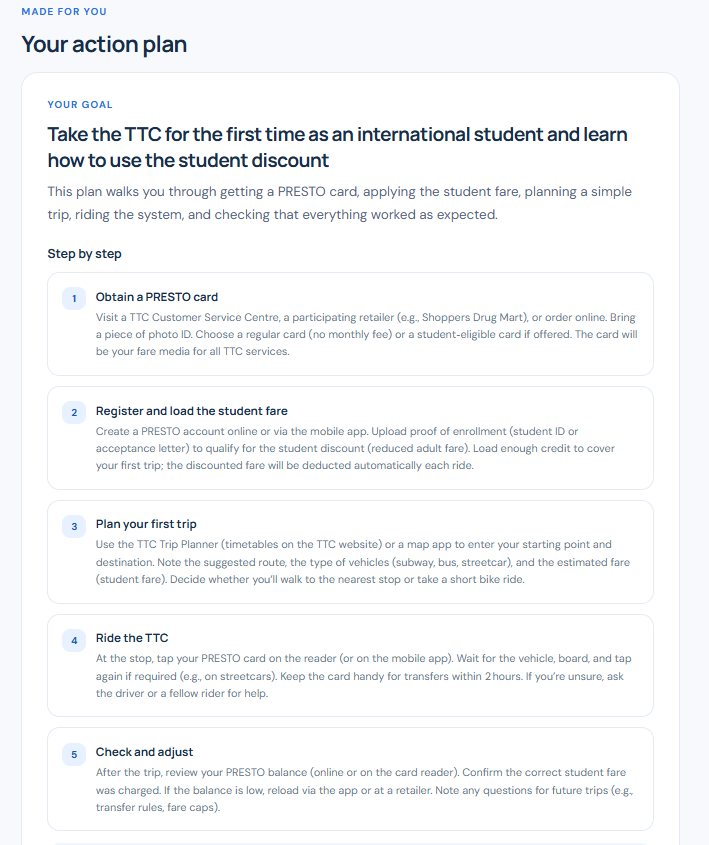 MADE FOR YOU
Your action plan
YOUR GOAL
Take the TTC for the first time as an international student and learn
how to use the student discount
This plan walks you through getting a PRESTO card, applying the student fare, planning a simple
trip, riding the system, and checking that everything worked as expected.
Step by step
1
Obtain a PRESTO card
Visit a TTC Customer Service Centre, a participating retailer (e.g., Shoppers Drug Mart), or order online. Bring
a piece of photo ID. Choose a regular card (no monthly fee) or a student-eligible card if offered. The card will
be your fare media for all TTC services.
2
Register and load the student fare
Create a PRESTO account online or via the mobile app. Upload proof of enrollment (student ID or
acceptance letter) to qualify for the student discount (reduced adult fare). Load enough credit to cover
your first trip; the discounted fare will be deducted automatically each ride.
3
Plan your first trip
Use the TTC Trip Planner (timetables on the TTC website) or a map app to enter your starting point and
destination. Note the suggested route, the type of vehicles (subway, bus, streetcar), and the estimated fare
(student fare). Decide whether you'll walk to the nearest stop or take a short bike ride.
4
Ride the TTC
At the stop, tap your PRESTO card on the reader (or on the mobile app). Wait for the vehicle, board, and tap
again if required (e.g., on streetcars). Keep the card handy for transfers within 2 hours. If you're unsure, ask
the driver or a fellow rider for help.
5
Check and adjust
After the trip, review your PRESTO balance (online or on the card reader). Confirm the correct student fare
was charged. If the balance is low, reload via the app or at a retailer. Note any questions for future trips (e.g.,
transfer rules, fare caps).